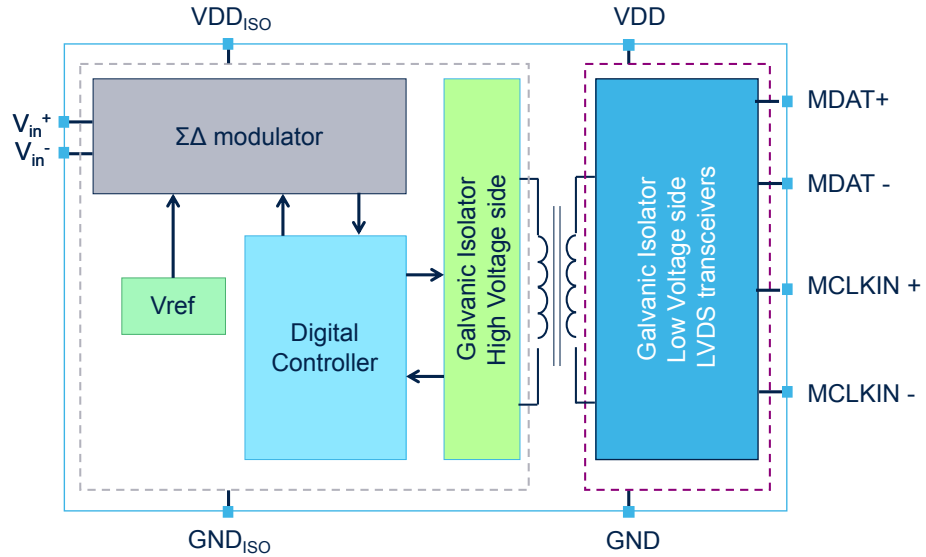 VDDISO
VDD
Vin+
Vin-
ΣΔ modulator
Vref
Digital
Controller
Galvanic Isolator
High Voltage side
Galvanic Isolator
Low Voltage side
LVDS transceivers
MDAT+
MDAT -
MCLKIN +
MCLKIN -
GNDISO
GND